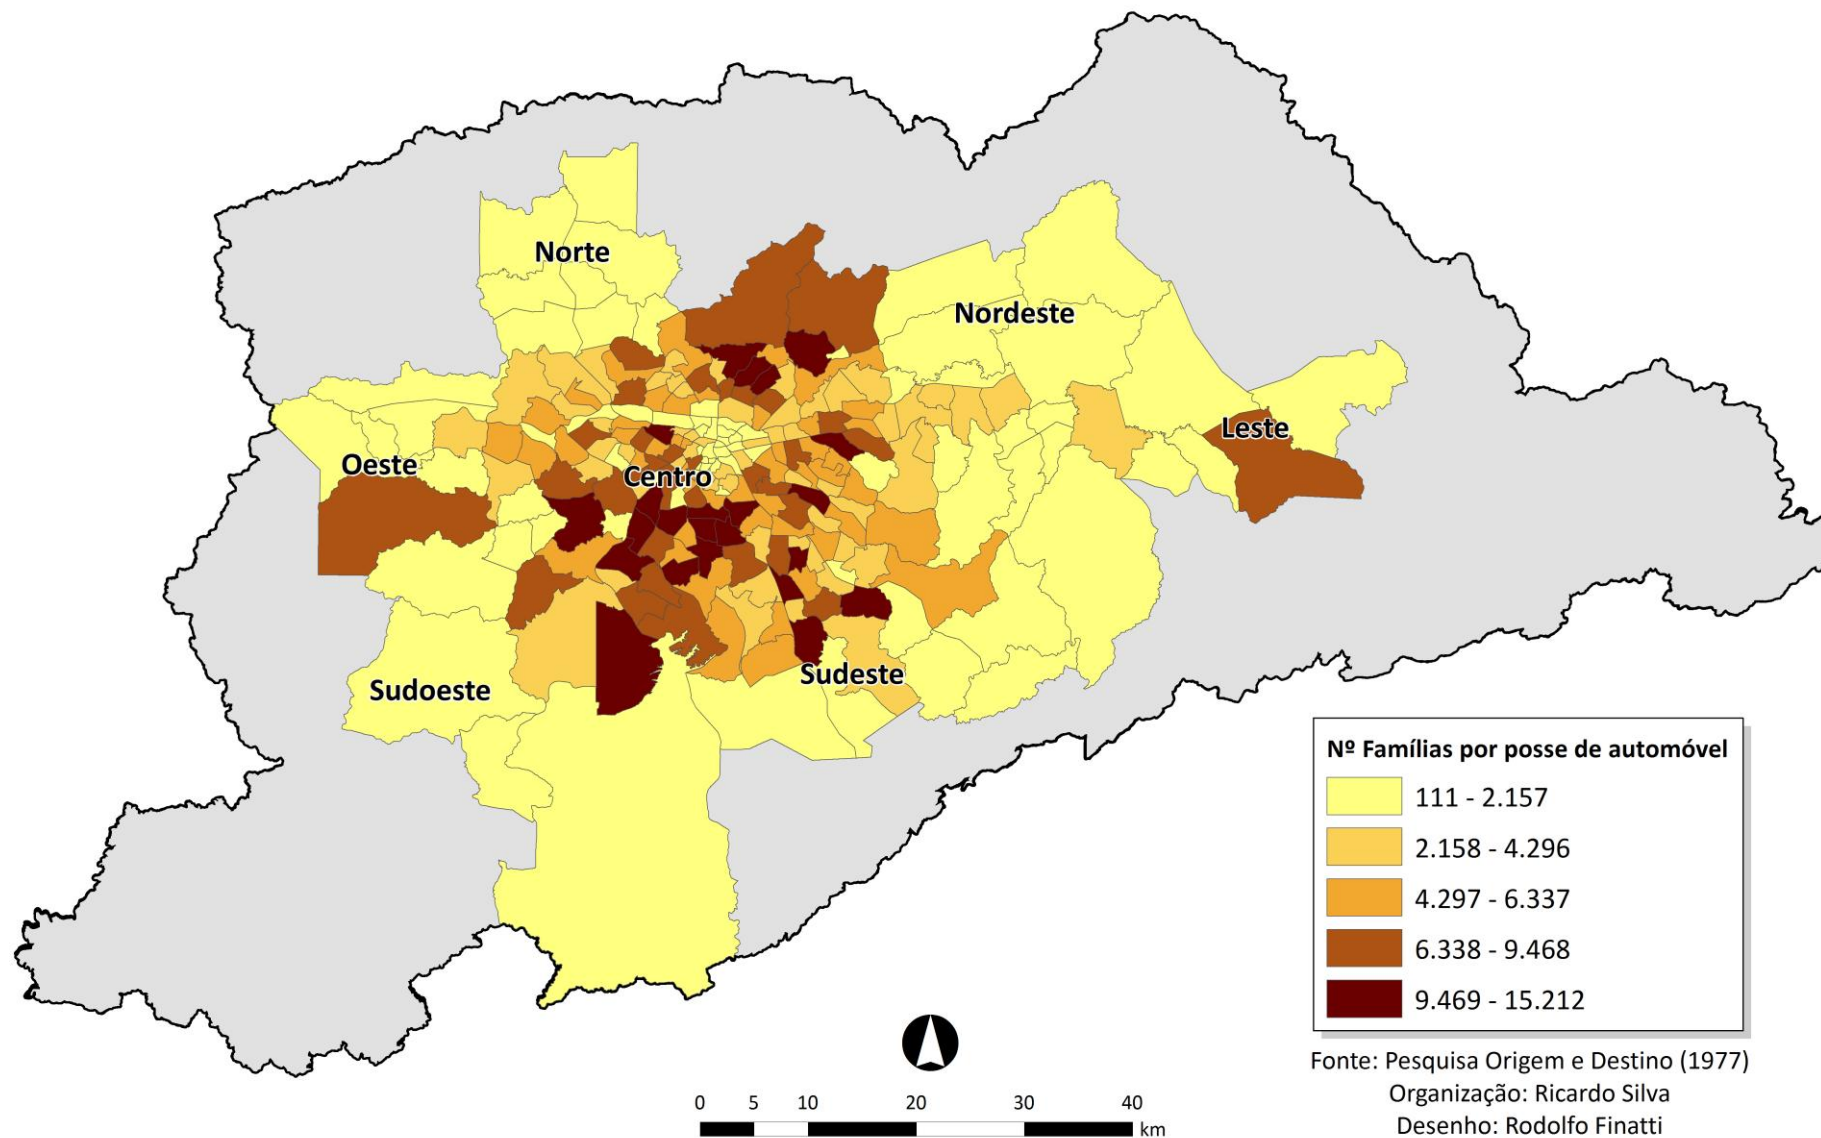 Norte
Nordeste
Leste
Oeste
Centro
Sudoeste
Sudeste
Nº Famílias por posse de automóvel
111 - 2.157
2.158 - 4.296
4.297 - 6.337
6.338 - 9.468
9.469 - 15.212
Fonte: Pesquisa Origem e Destino (1977)
Organização: Ricardo Silva
Desenho: Rodolfo Finatti
0 5 10 20 30 40
km